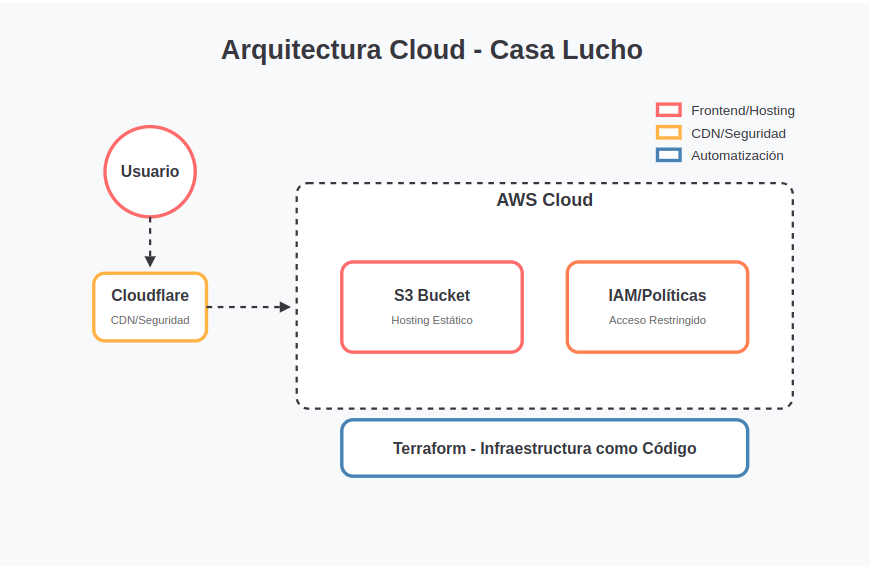 Arquitectura Cloud - Casa Lucho
Frontend/Hosting
CDN/Seguridad
Automatización
Usuario
AWS Cloud
Cloudflare
CDN/Seguridad
S3 Bucket
Hosting Estático
IAM/Políticas
Acceso Restringido
Terraform - Infraestructura como Código